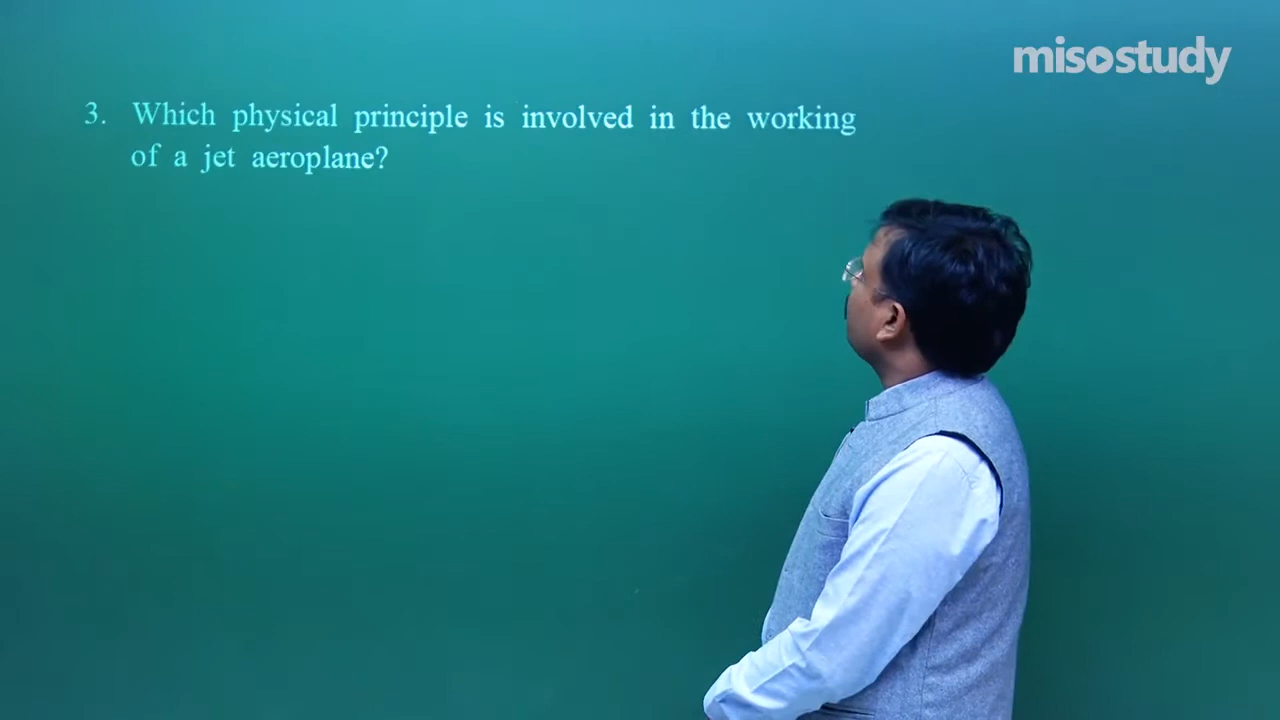 misostudy
3. Which physical principle is involved in the working
of a jet aeroplane?